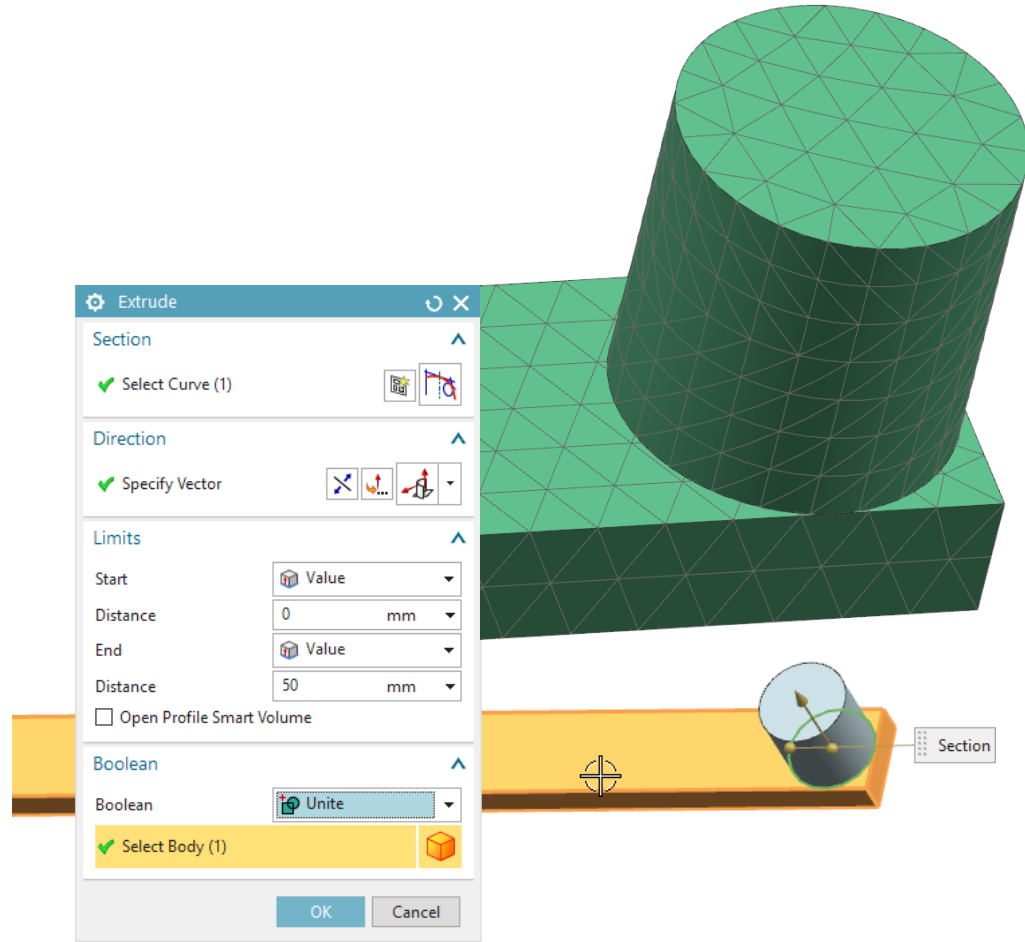 Extrude
Section
Select Curve (1)
Direction
Specify Vector
Limits
Start Value
Distance 0 mm
End Value
Distance 50 mm
Open Profile Smart Volume
Boolean
Boolean Unite
Select Body (1)
OK Cancel
Section